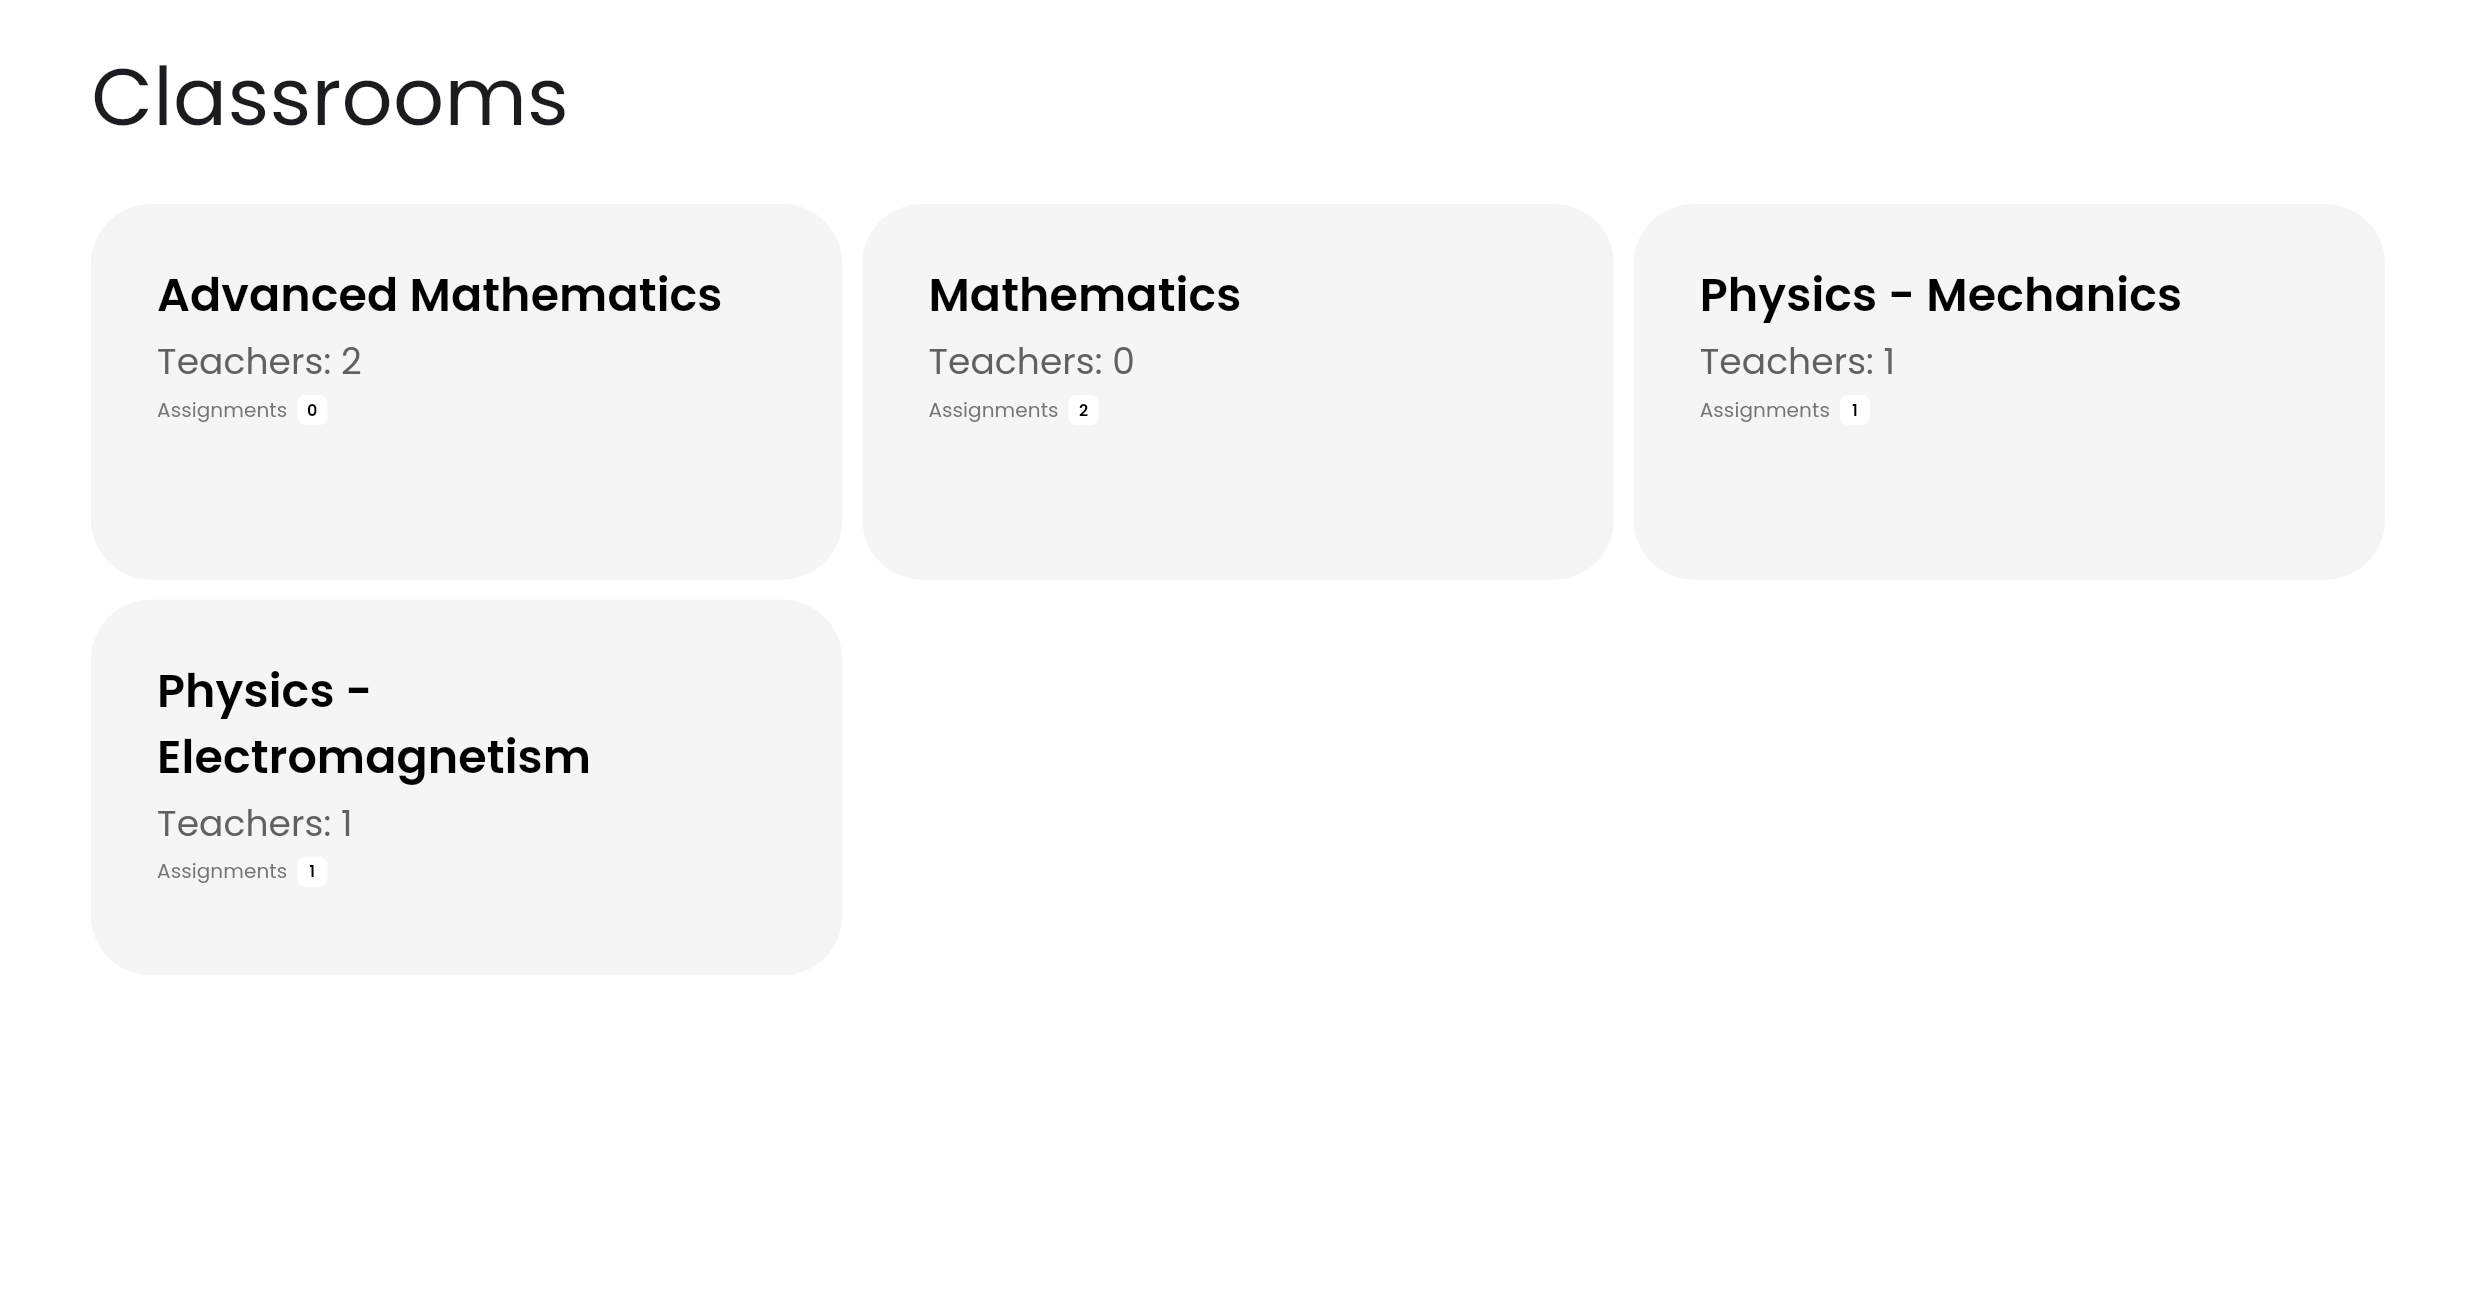 Classrooms
Advanced Mathematics
Teachers: 2
Assignments 0
Mathematics
Teachers: 0
Assignments 2
Physics - Mechanics
Teachers: 1
Assignments 1
Physics -
Electromagnetism
Teachers: 1
Assignments 1